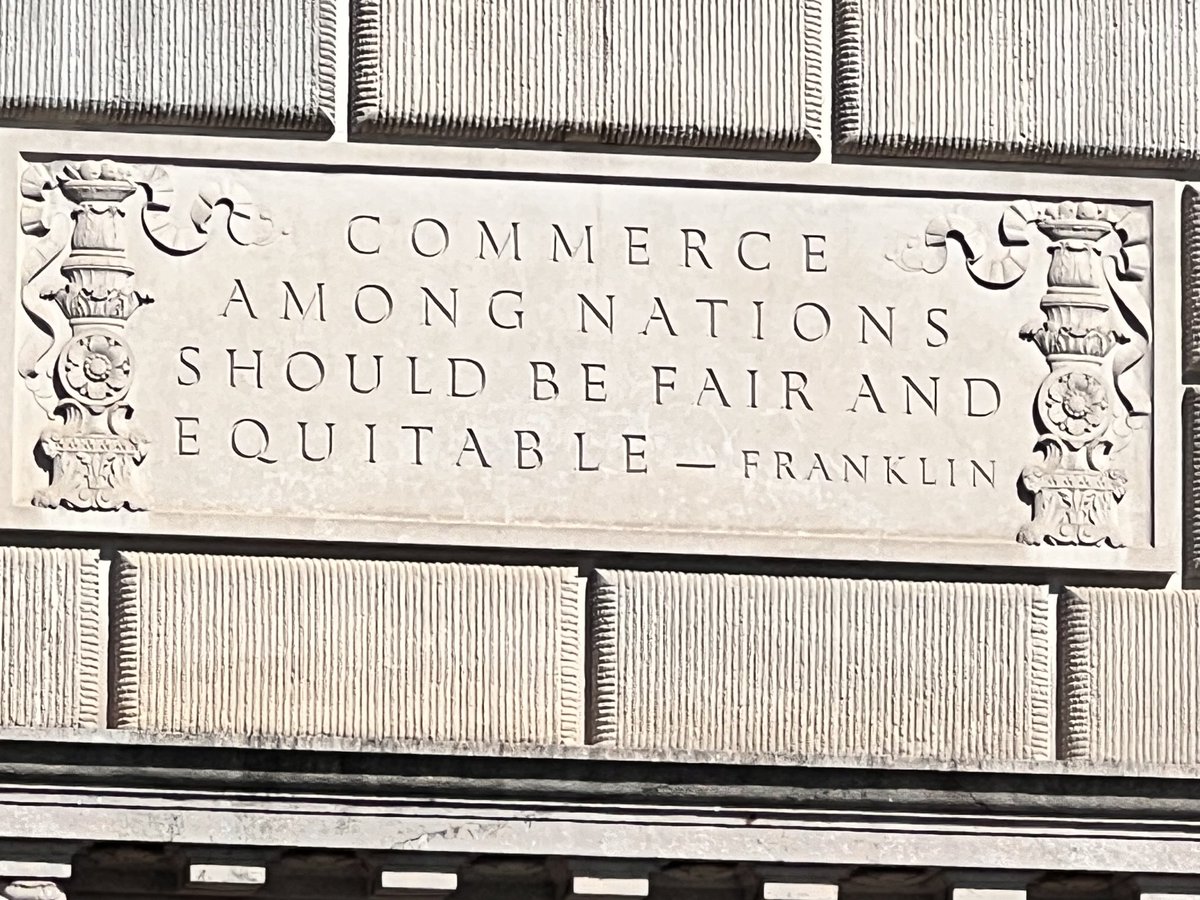 COMMERCE
AMONG NATIONS
SHOULD BE FAIR AND
EQUITABLE — FRANKLIN